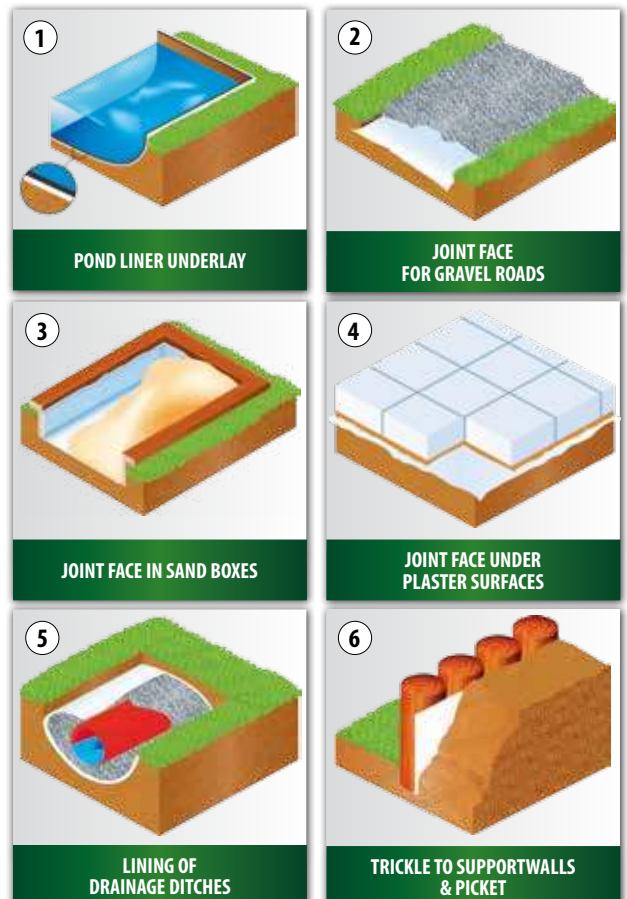 1
POND LINER UNDERLAY
2
JOINT FACE
FOR GRAVEL ROADS
3
JOINT FACE IN SAND BOXES
4
JOINT FACE UNDER
PLASTER SURFACES
5
LINING OF
DRAINAGE DITCHES
6
TRICKLE TO SUPPORTWALLS
& PICKET